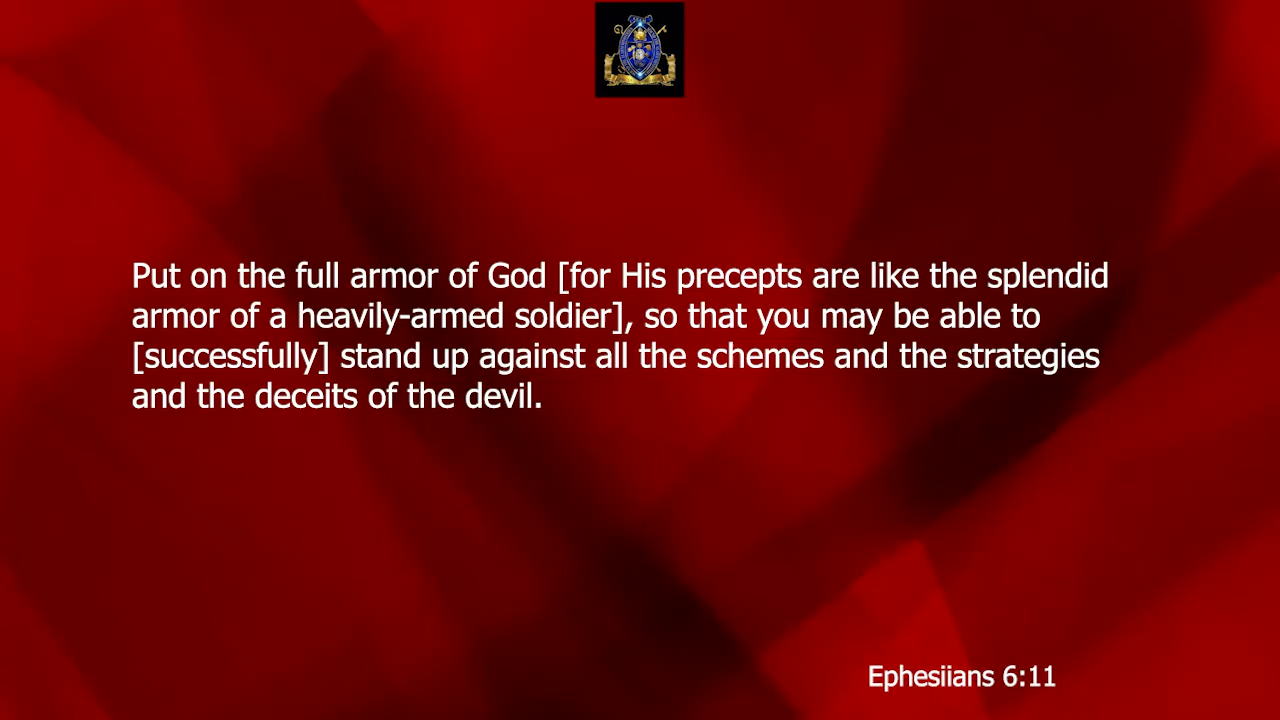 Put on the full armor of God [for His precepts are like the splendid
armor of a heavily-armed soldier], so that you may be able to
[successfully] stand up against all the schemes and the strategies
and the deceits of the devil.
Ephesiians 6:11